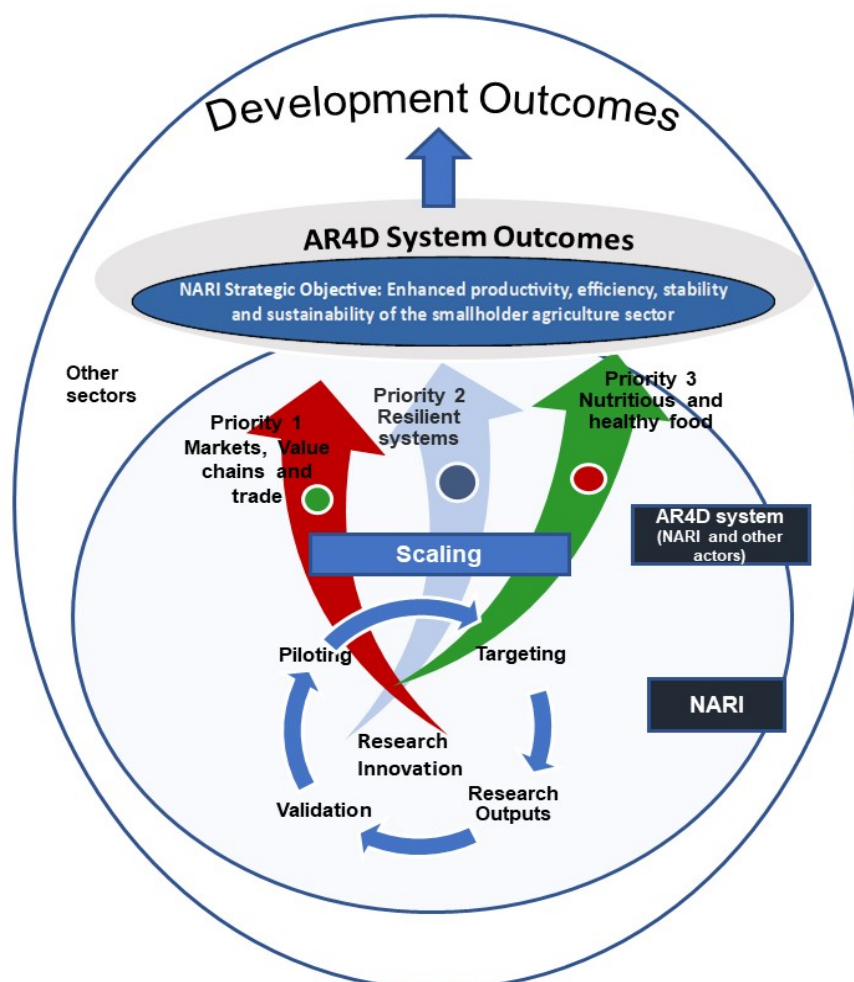 Development Outcomes
AR4D System Outcomes
NARI Strategic Objective: Enhanced productivity, efficiency, stability
and sustainability of the smallholder agriculture sector
Other
sectors
Priority 1
Markets, Value
chains and
trade
Priority 2
Resilient
systems
Priority 3
Nutritious and
healthy food
AR4D system
(NARI and other
actors)
Scaling
Piloting
Targeting
NARI
Research
Innovation
Validation
Research
Outputs